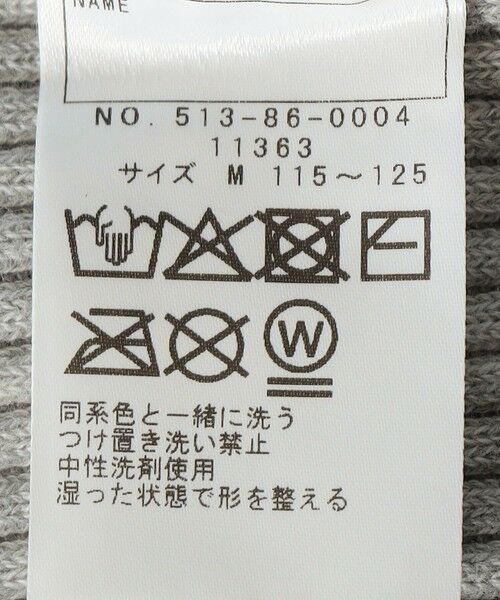 NAME
NO. 513-86-0004
11363
サイズ M 115～125
W
同系色と一緒に洗う
つけ置き洗い禁止
中性洗剤使用
湿った状態で形を整える